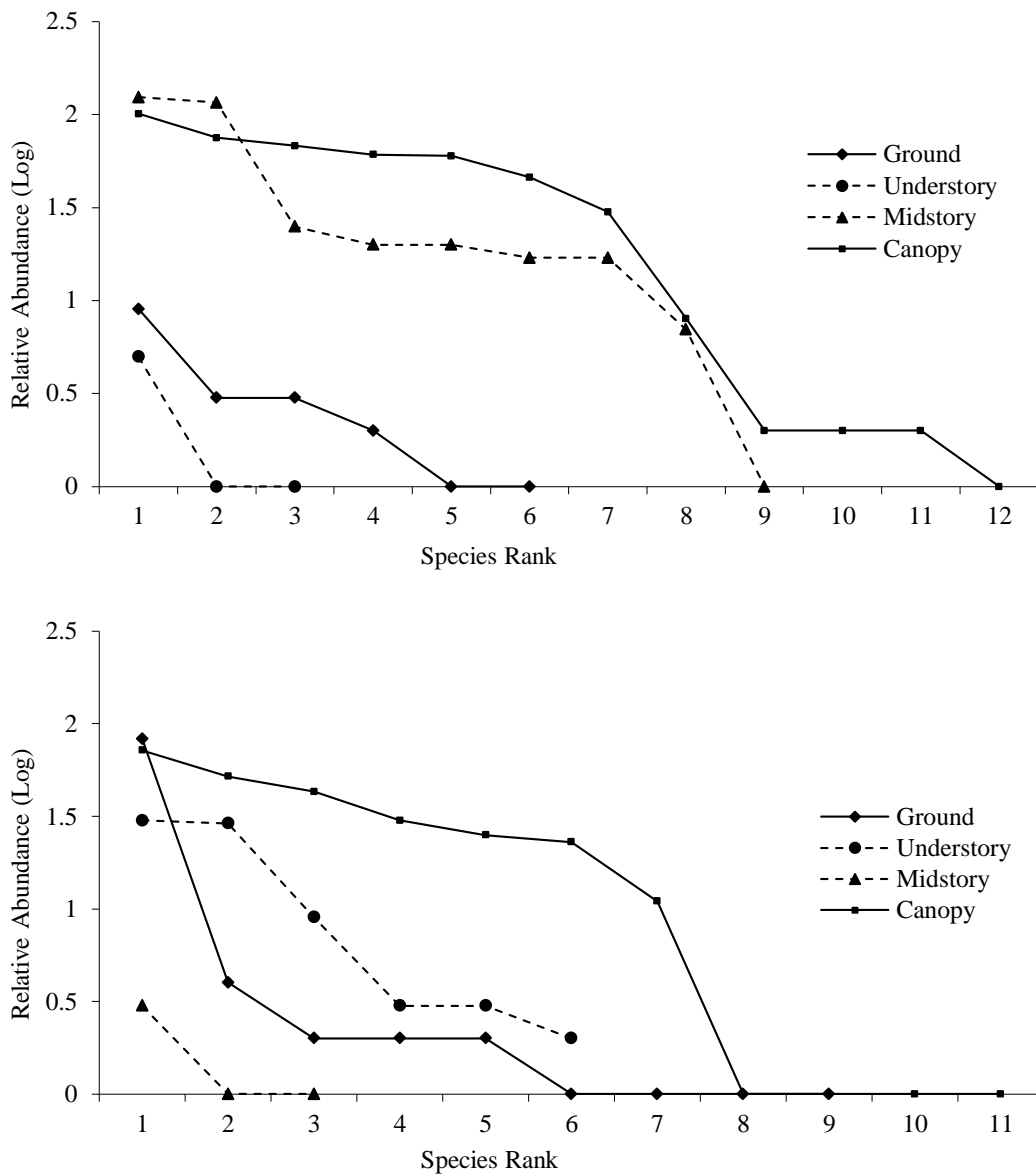 2.5
2
1.5
1
0.5
0
Relative Abundance (Log)
Ground
Understory
Midstory
Canopy
1 2 3 4 5 6 7 8 9 10 11 12
Species Rank
2.5
2
1.5
1
0.5
0
Relative Abundance (Log)
Ground
Understory
Midstory
Canopy
1 2 3 4 5 6 7 8 9 10 11
Species Rank